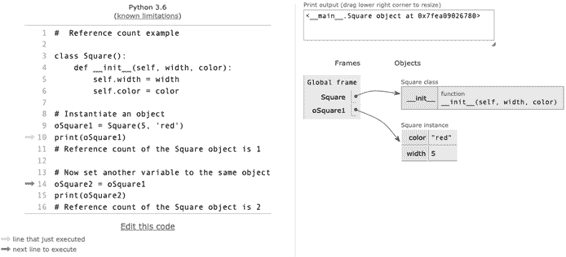 Python 3.6
(known limitations)
1 # Reference count example
2
3 class Square():
4 def __init__(self, width, color):
5 self.width = width
6 self.color = color
7
8 # Instantiate an object
9 oSquare1 = Square(5, 'red')
10 print(oSquare1)
11 # Reference count of the Square object is 1
12
13 # Now set another variable to the same object
14 oSquare2 = oSquare1
15 print(oSquare2)
16 # Reference count of the Square object is 2
Edit this code
line that just executed
next line to execute
Print output (drag lower right corner to resize)
<__main__.Square object at 0x7fea09026780>
Frames Objects
Global frame
Square
oSquare1
Square class
__init__ function
__init__(self, width, color)
Square instance
color "red"
width 5